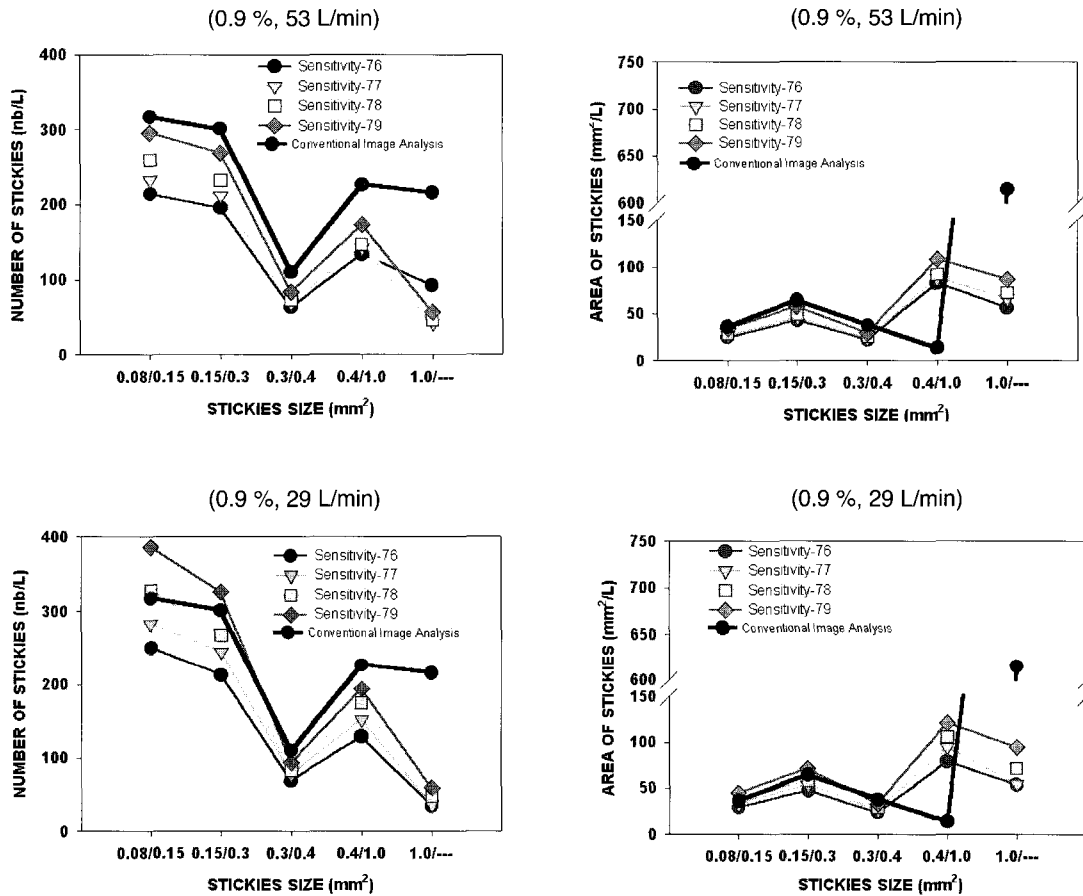 (0.9 %, 53 L/min)
400
300
200
100
0
NUMBER OF STICKIES (nb/L)
Sensitivity-76
Sensitivity-77
Sensitivity-78
Sensitivity-79
Conventional Image Analysis
0.08/0.15 0.15/0.3 0.3/0.4 0.4/1.0 1.0/---
STICKIES SIZE (mm²)
(0.9 %, 53 L/min)
750
700
650
600
150
100
50
0
AREA OF STICKIES (mm²/L)
Sensitivity-76
Sensitivity-77
Sensitivity-78
Sensitivity-79
Conventional Image Analysis
0.08/0.15 0.15/0.3 0.3/0.4 0.4/1.0 1.0/---
STICKIES SIZE (mm²)
(0.9 %, 29 L/min)
400
300
200
100
0
NUMBER OF STICKIES (nb/L)
Sensitivity-76
Sensitivity-77
Sensitivity-78
Sensitivity-79
Conventional Image Analysis
0.08/0.15 0.15/0.3 0.3/0.4 0.4/1.0 1.0/---
STICKIES SIZE (mm²)
(0.9 %, 29 L/min)
750
700
650
600
150
100
50
0
AREA OF STICKIES (mm²/L)
Sensitivity-76
Sensitivity-77
Sensitivity-78
Sensitivity-79
Conventional Image Analysis
0.08/0.15 0.15/0.3 0.3/0.4 0.4/1.0 1.0/---
STICKIES SIZE (mm²)